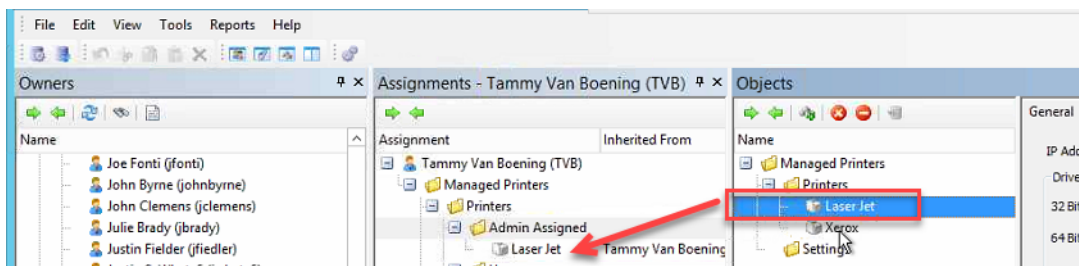 File Edit View Tools Reports Help
Owners
Name
Joe Fonti (jfonti)
John Byrne (johnbyrne)
John Clemens (jclemens)
Julie Brady (jbrady)
Justin Fielder (jfiedler)
Assignments - Tammy Van Boening (TVB)
Assignment Inherited From
Tammy Van Boening (TVB)
Managed Printers
Printers
Admin Assigned
Laser Jet Tammy Van Boening
Objects
Name
Managed Printers
Printers
Laser Jet
Xerox
Settings
General
IP Add
Drive
32 Bit
64 Bit